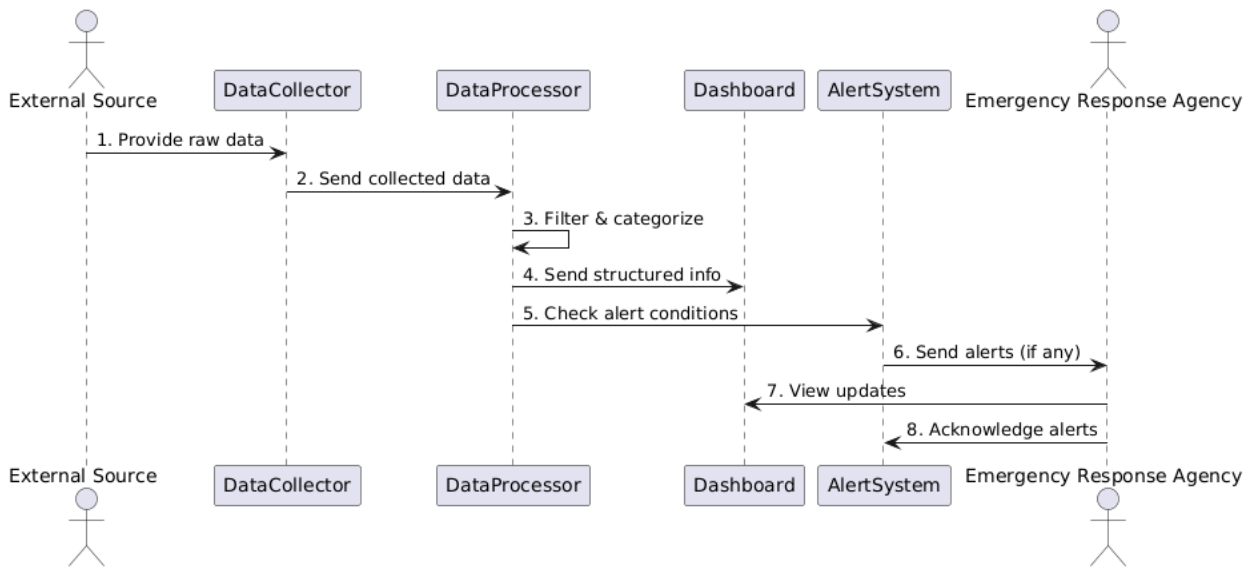 External Source
DataCollector
DataProcessor
Dashboard
AlertSystem
Emergency Response Agency
1. Provide raw data
2. Send collected data
3. Filter & categorize
4. Send structured info
5. Check alert conditions
6. Send alerts (if any)
7. View updates
8. Acknowledge alerts
External Source
DataCollector
DataProcessor
Dashboard
AlertSystem
Emergency Response Agency